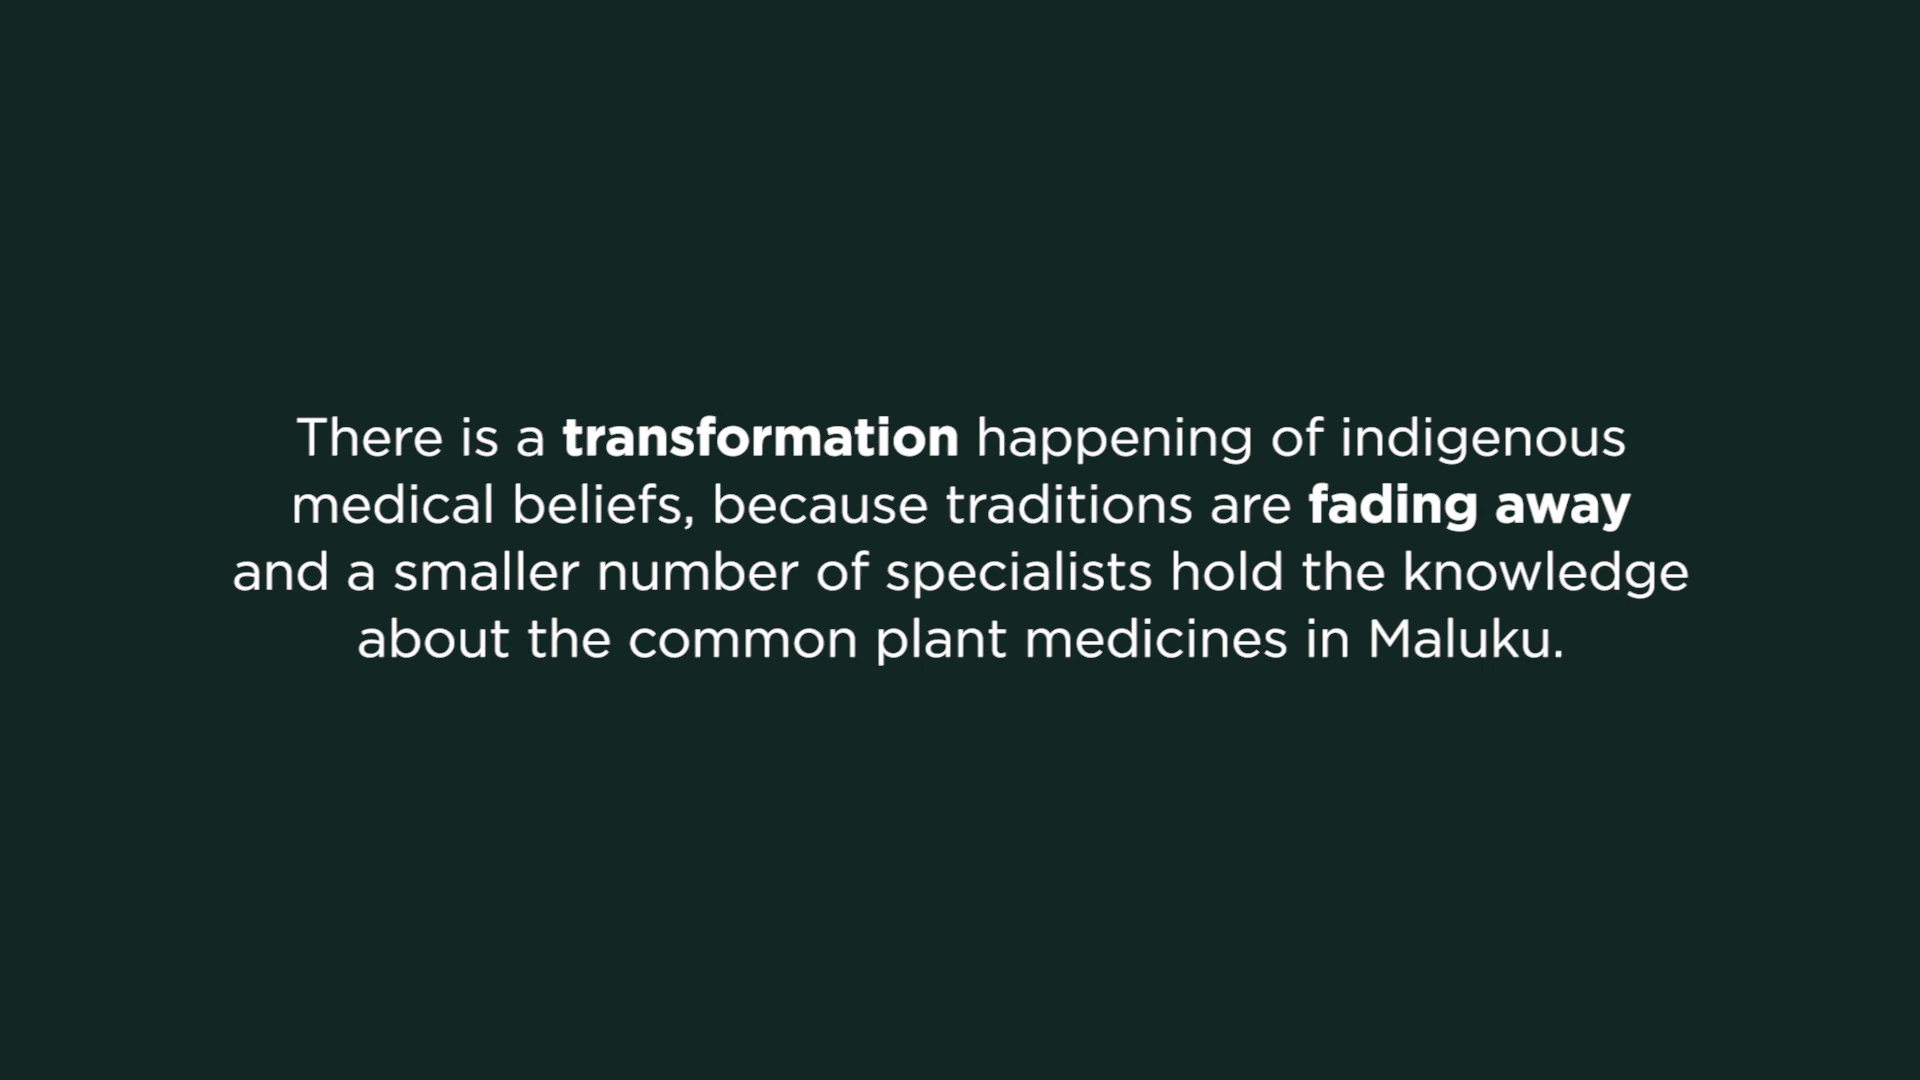 There is a transformation happening of indigenous
medical beliefs, because traditions are fading away
and a smaller number of specialists hold the knowledge
about the common plant medicines in Maluku.